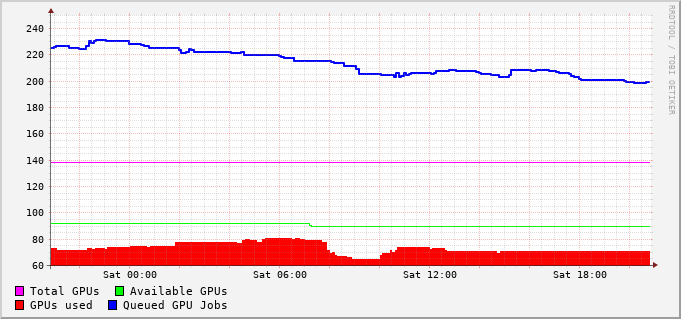 240
220
200
180
160
140
120
100
80
60
Sat 00:00 Sat 06:00 Sat 12:00 Sat 18:00
Total GPUs Available GPUs
GPUs used Queued GPU Jobs
RRDTOOL / TOBI OETIKER